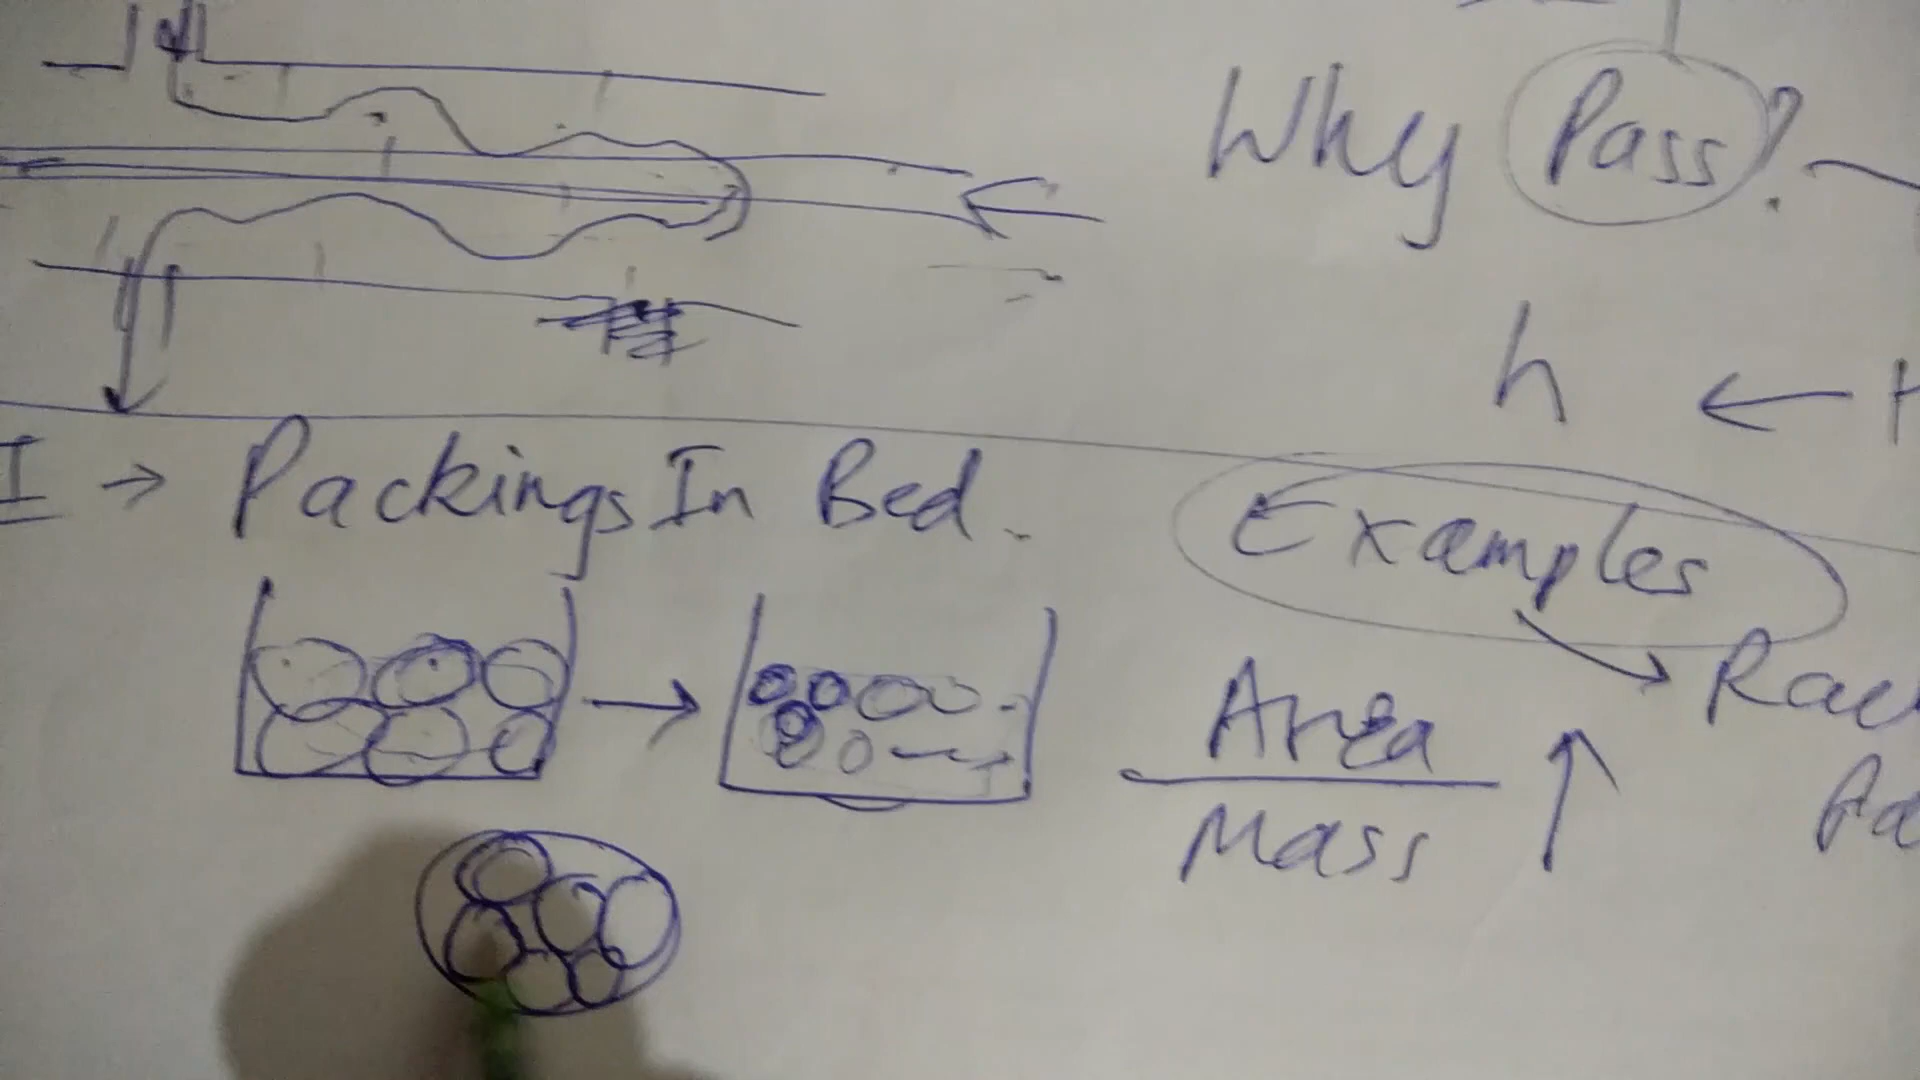 Why Pass?
h ←
I → Packings In Bed.
Examples
Area
Mass